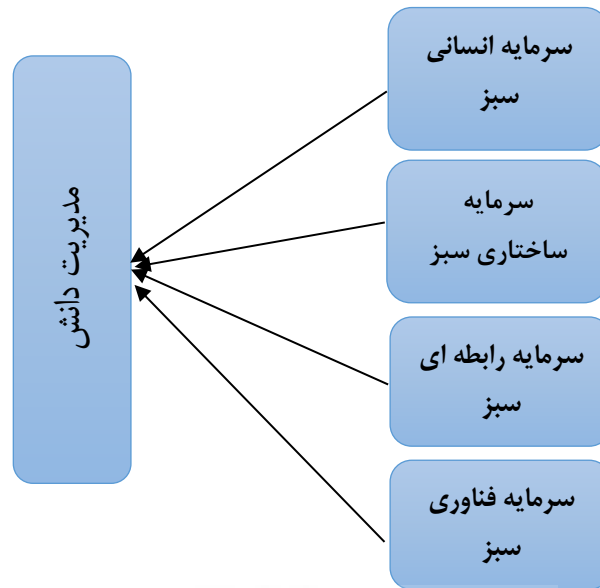 سرمایه انسانی
سبز
سرمایه
ساختاری سبز
سرمایه رابطه ای
سبز
سرمایه فناوری
سبز
مدیریت دانش